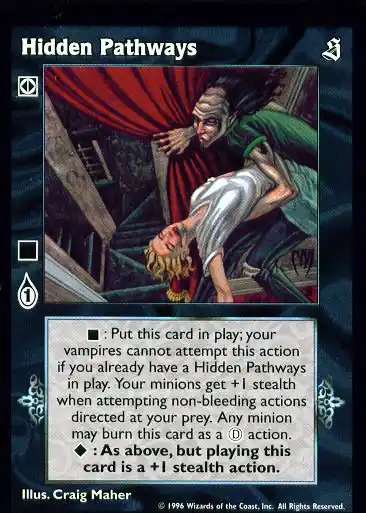 Hidden Pathways
1
■ : Put this card in play; your
vampires cannot attempt this action
if you already have a Hidden Pathways
in play. Your minions get +1 stealth
when attempting non-bleeding actions
directed at your prey. Any minion
may burn this card as a Ⓓ action.
◆ : As above, but playing this
card is a +1 stealth action.
Illus. Craig Maher
© 1996 Wizards of the Coast, Inc. All Rights Reserved.